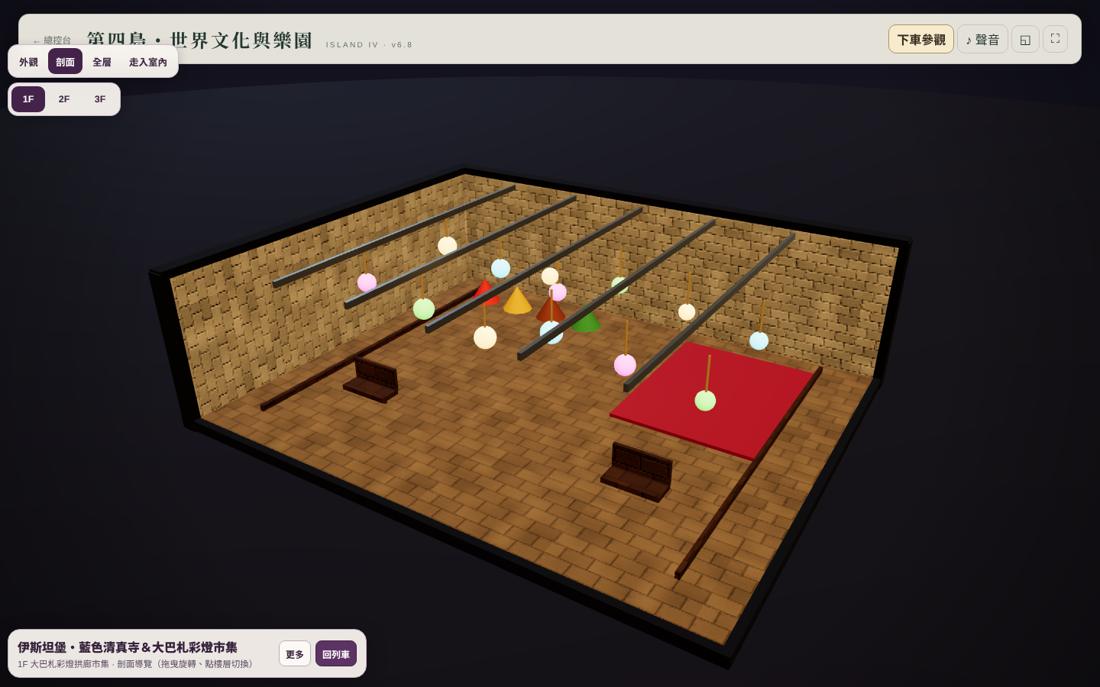 ← 總控台 第四島・世界文化與樂園 ISLAND IV · v6.8 下車參觀 ♪ 聲音
外觀 剖面 全層 走入室內
1F 2F 3F
伊斯坦堡・藍色清真寺＆大巴札彩燈市集
1F 大巴札彩燈拱廊市集 · 剖面導覽（拖曳旋轉、點樓層切換）
更多 回列車